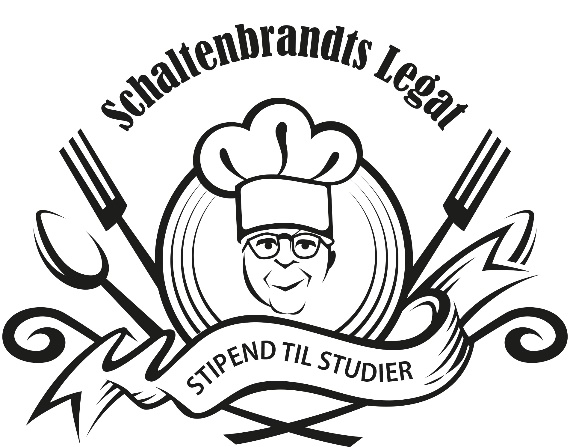 Schaltenbrandts Legat
STIPEND TIL STUDIER